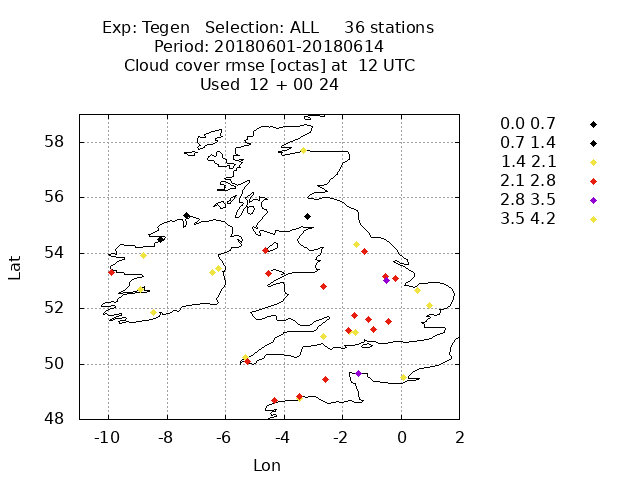 Exp: Tegen Selection: ALL 36 stations
Period: 20180601-20180614
Cloud cover rmse [octas] at 12 UTC
Used 12 + 00 24
0.0 0.7
0.7 1.4
1.4 2.1
2.1 2.8
2.8 3.5
3.5 4.2
58
56
54
52
50
48
Lat
-10 -8 -6 -4 -2 0 2
Lon